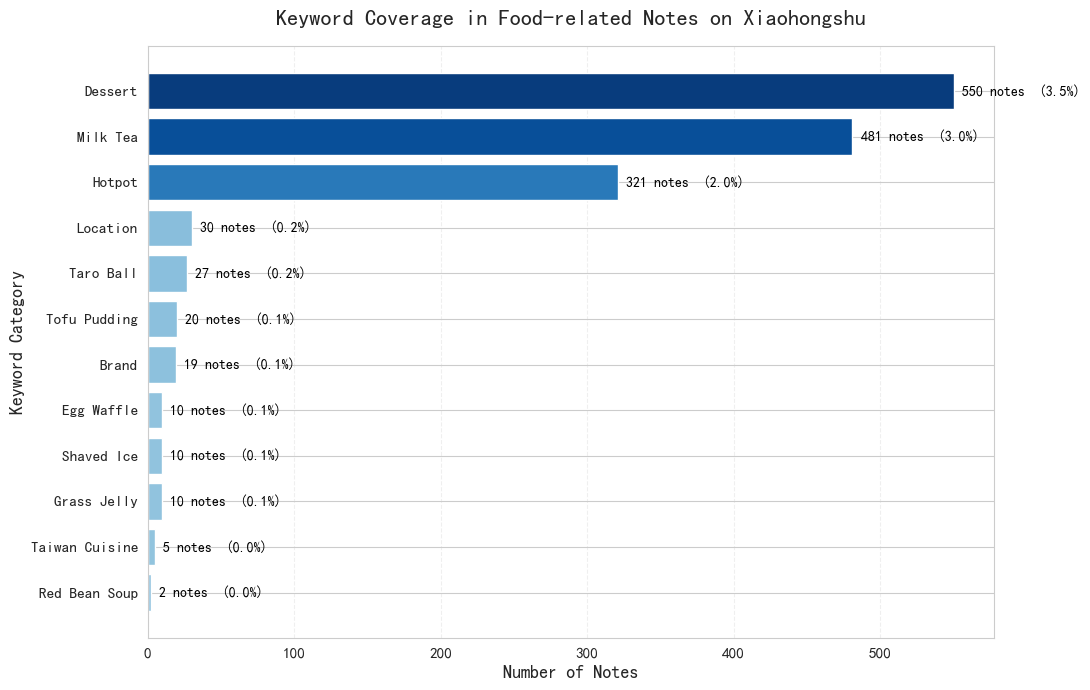 Keyword Coverage in Food-related Notes on Xiaohongshu
Keyword Category
Dessert 550 notes (3.5%)
Milk Tea 481 notes (3.0%)
Hotpot 321 notes (2.0%)
Location 30 notes (0.2%)
Taro Ball 27 notes (0.2%)
Tofu Pudding 20 notes (0.1%)
Brand 19 notes (0.1%)
Egg Waffle 10 notes (0.1%)
Shaved Ice 10 notes (0.1%)
Grass Jelly 10 notes (0.1%)
Taiwan Cuisine 5 notes (0.0%)
Red Bean Soup 2 notes (0.0%)
0 100 200 300 400 500
Number of Notes